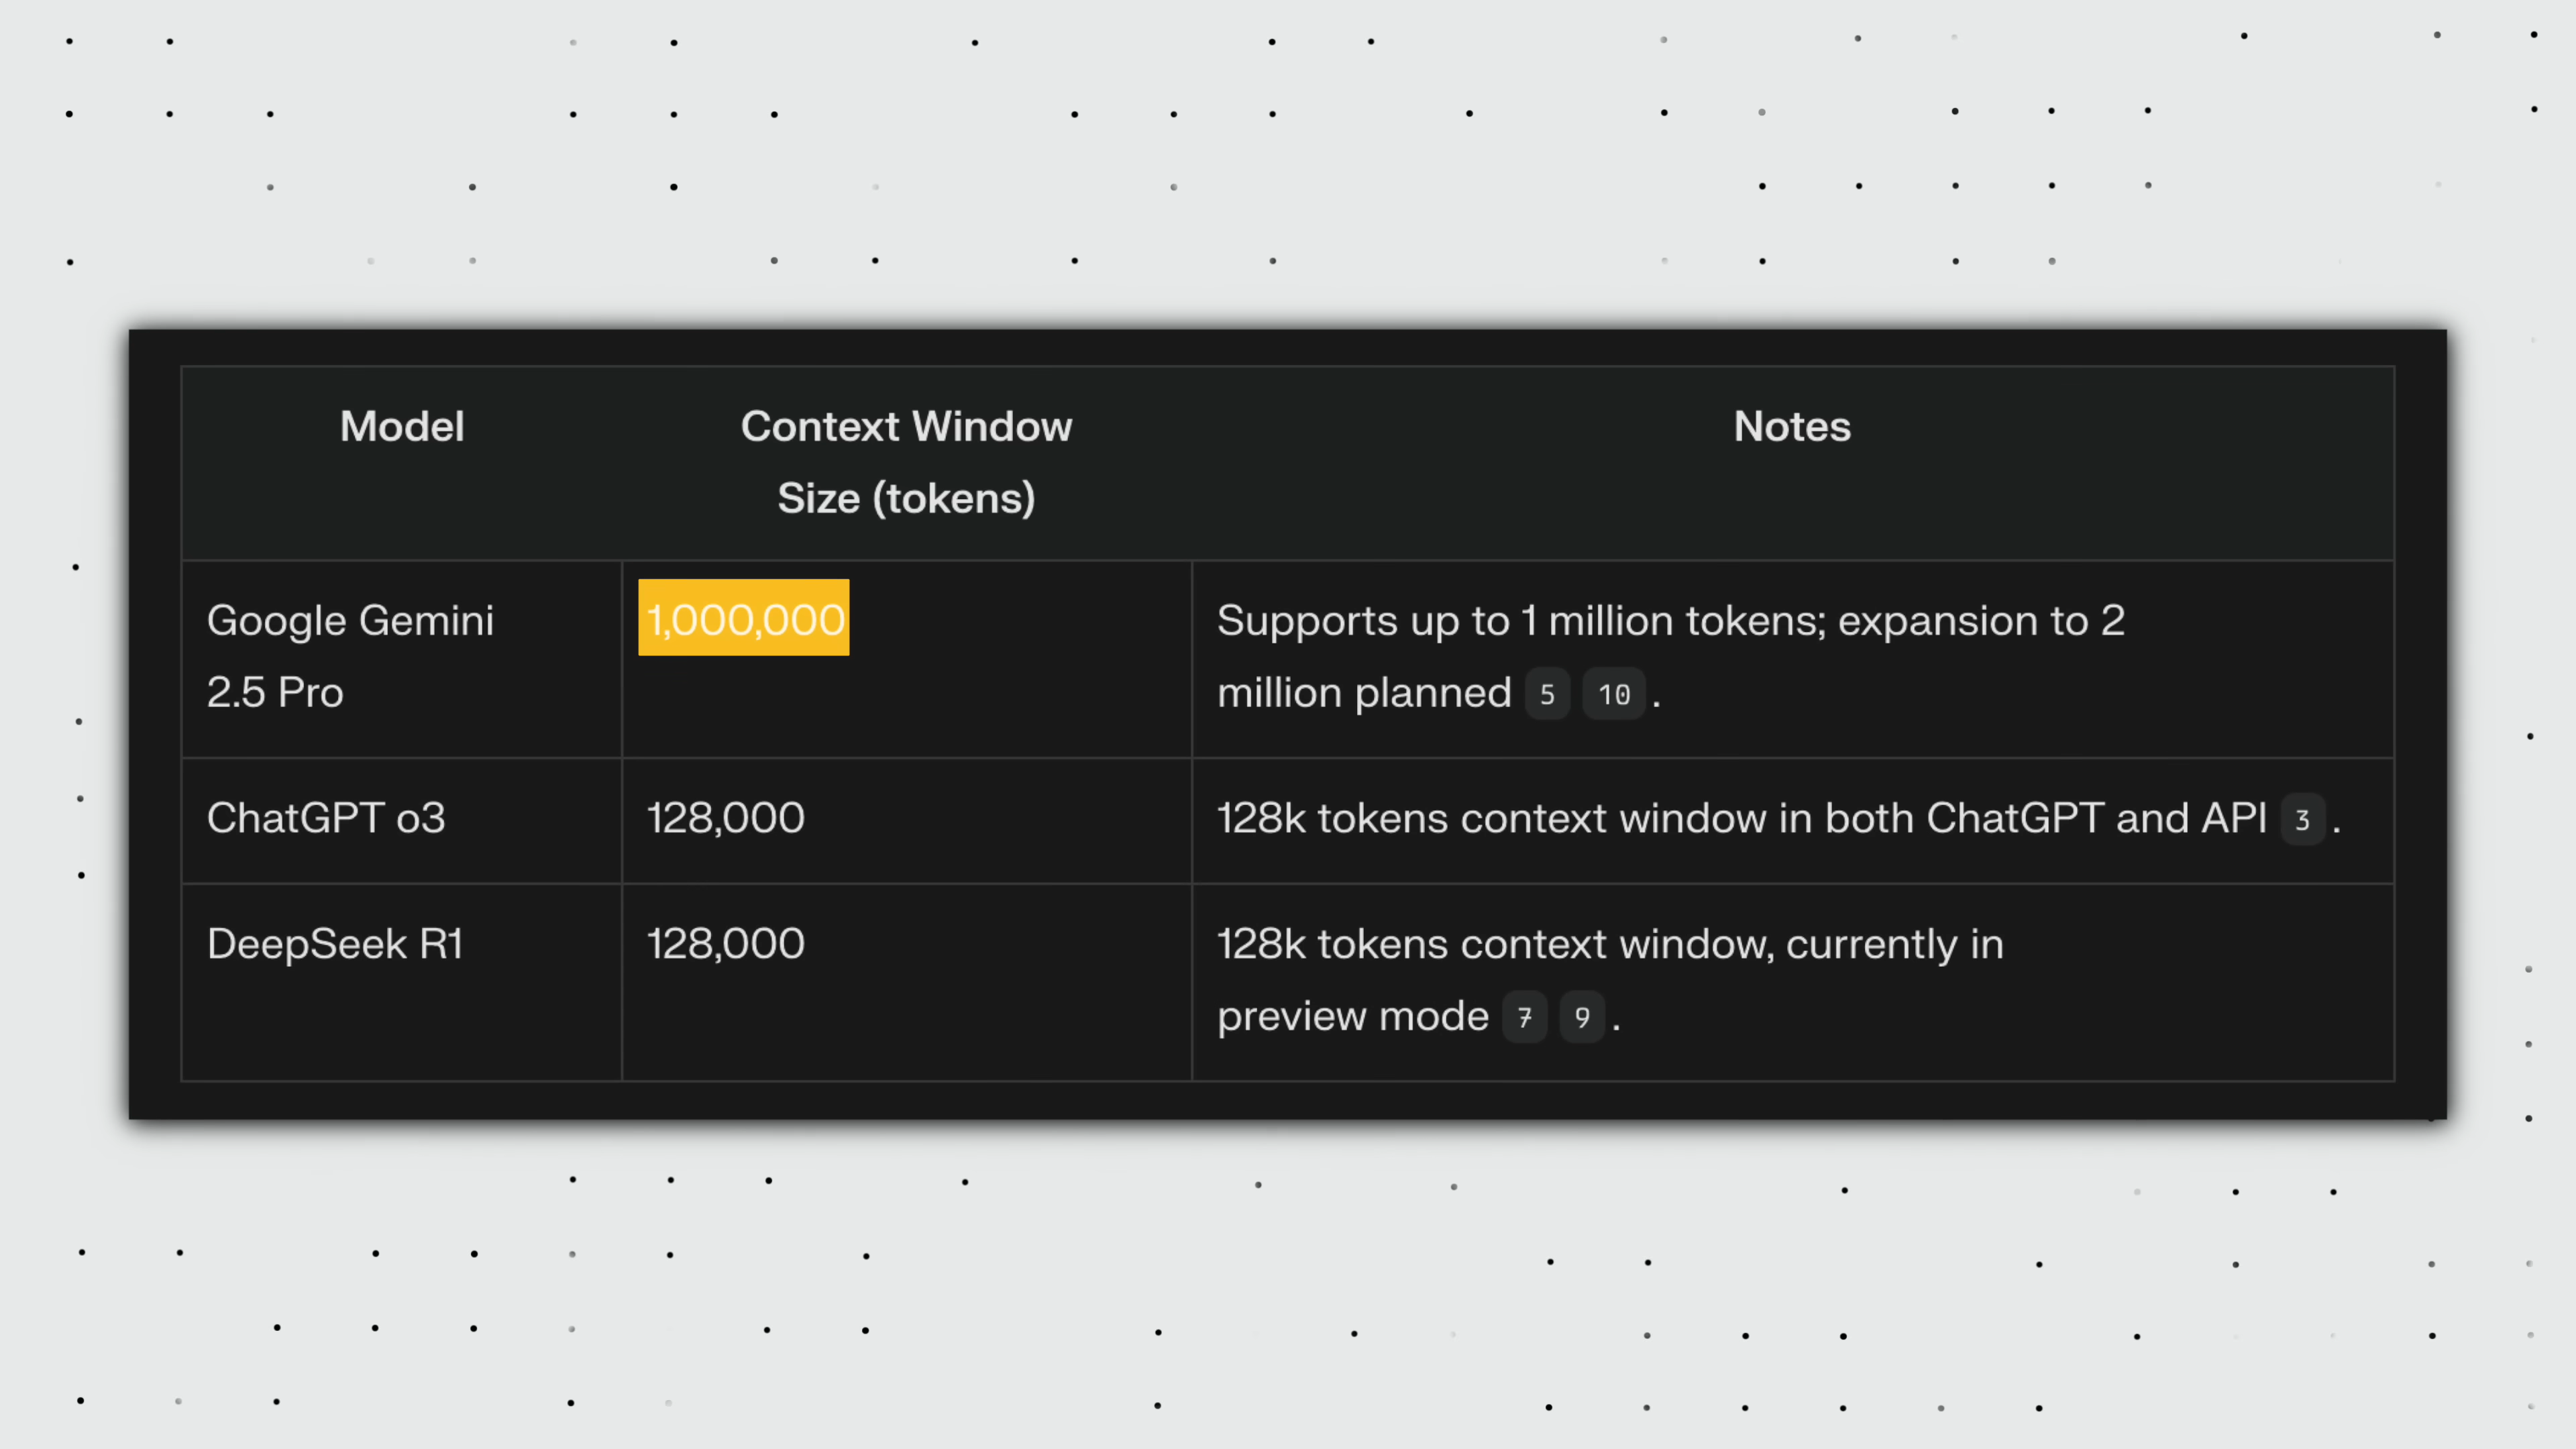 Model
Context Window
Size (tokens)
Notes
Google Gemini
2.5 Pro
1,000,000
Supports up to 1 million tokens; expansion to 2
million planned 5 10 .
ChatGPT o3
128,000
128k tokens context window in both ChatGPT and API 3 .
DeepSeek R1
128,000
128k tokens context window, currently in
preview mode 7 9 .